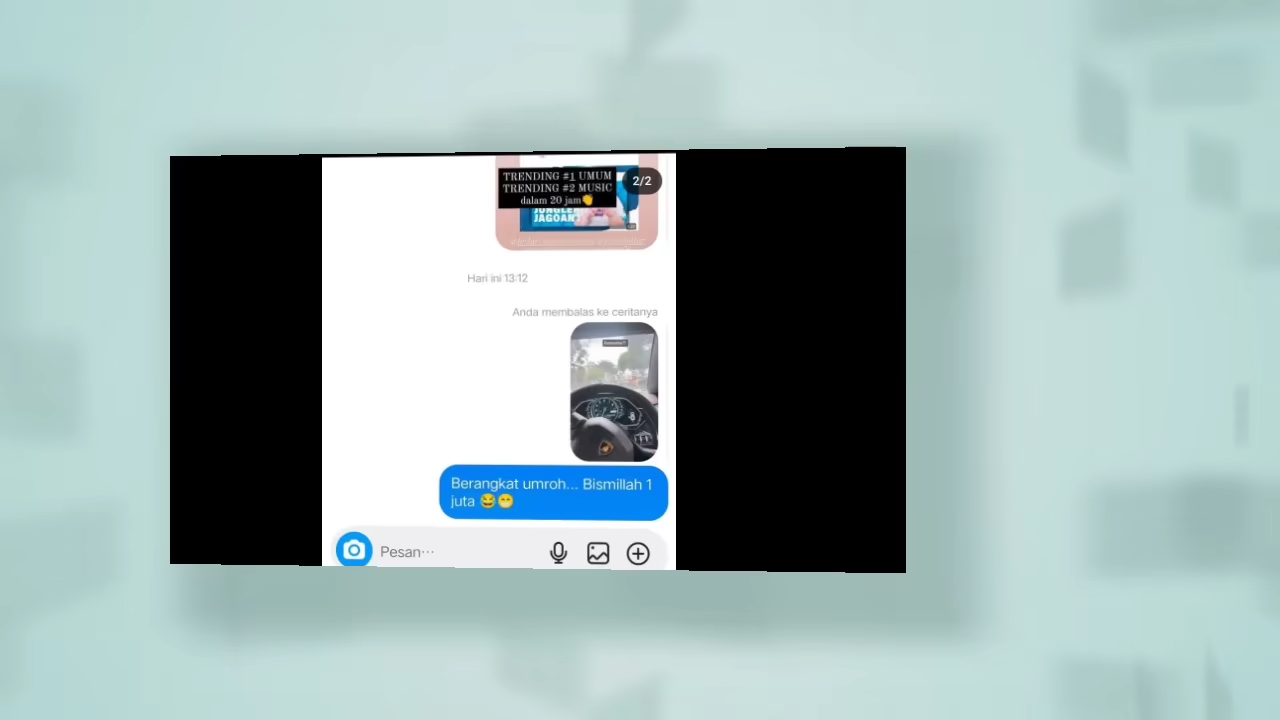 TRENDING #1 UMUM
TRENDING #2 MUSIC
dalam 20 jam👏
2/2
JUNGLER
JAGOAN
Hari ini 13:12
Anda membalas ke ceritanya
Berangkat umroh... Bismillah 1
juta 😂😁
Pesan...